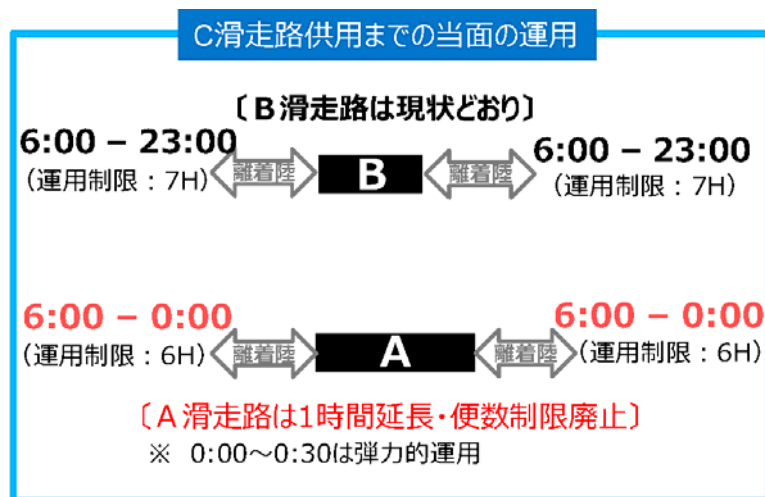 C滑走路供用までの当面の運用
〔B滑走路は現状どおり〕
6:00 – 23:00
(運用制限：7H)
離着陸
B
離着陸
6:00 – 23:00
(運用制限：7H)
6:00 – 0:00
(運用制限：6H)
離着陸
A
離着陸
6:00 – 0:00
(運用制限：6H)
〔A滑走路は1時間延長・便数制限廃止〕
※ 0:00～0:30は弾力的運用